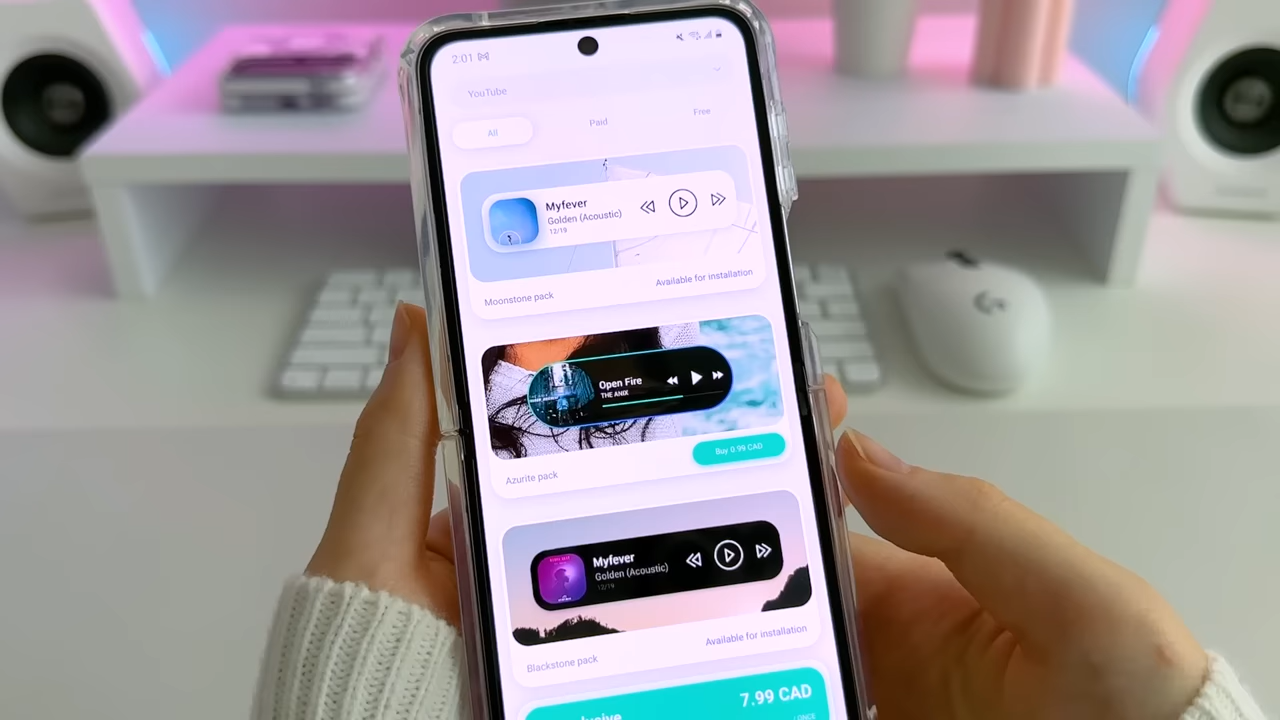 2:01
YouTube
All
Paid
Free
Myfever
Golden (Acoustic)
12/19
Moonstone pack
Available for installation
Open Fire
THE ANIX
Buy 0.99 CAD
Azurite pack
Myfever
Golden (Acoustic)
12/19
Blackstone pack
Available for installation
7.99 CAD